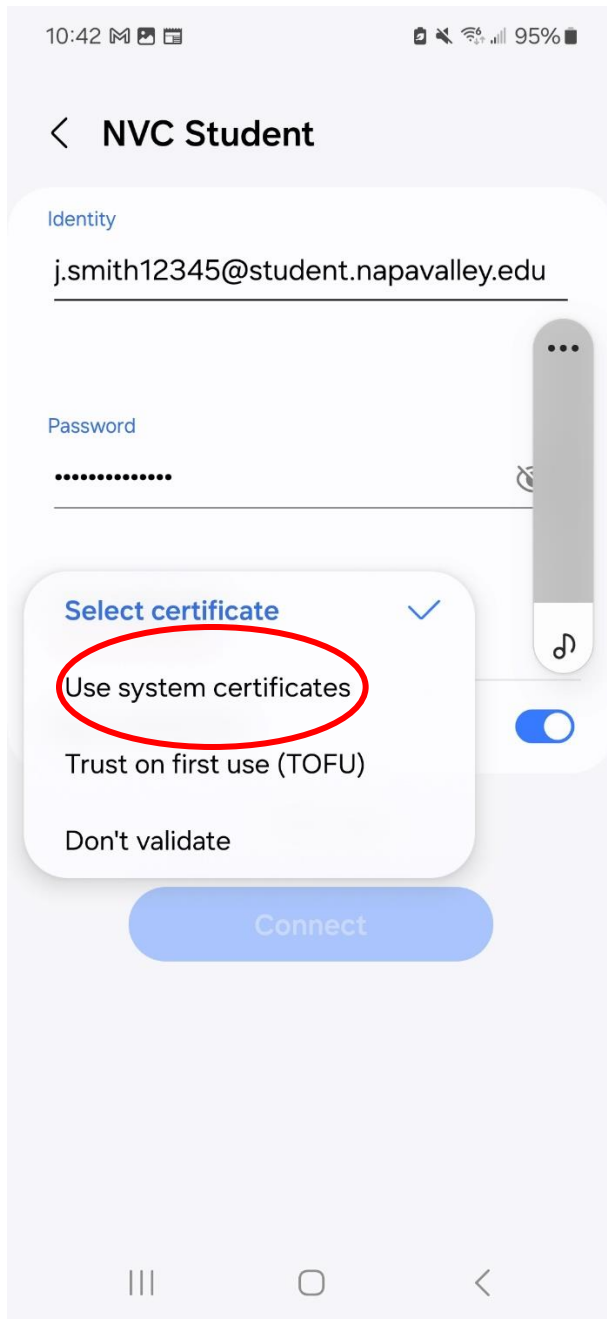 10:42 95%
NVC Student
Identity
j.smith12345@student.napavalley.edu
Password
Select certificate
Use system certificates
Trust on first use (TOFU)
Don't validate
Connect